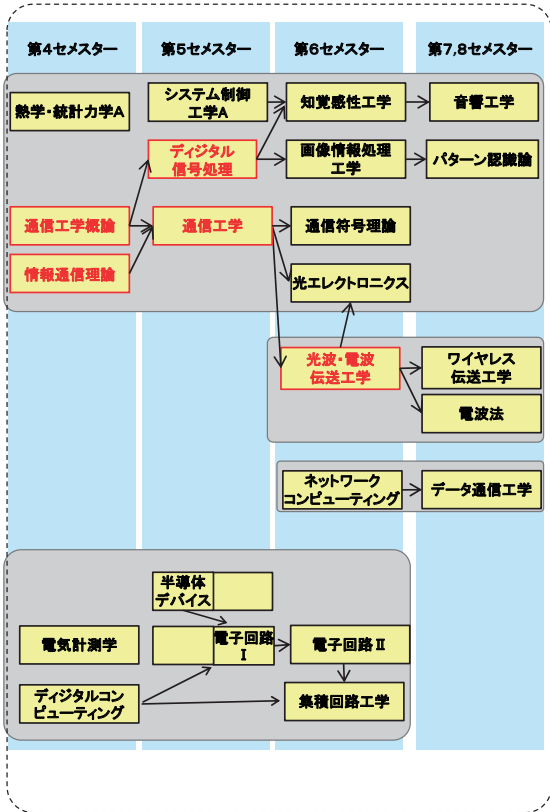 第4セメスター
第5セメスター
第6セメスター
第7,8セメスター
熱学・統計力学A
システム制御
工学A
知覚感性工学
音響工学
ディジタル
信号処理
画像情報処理
工学
パターン認識論
通信工学概論
通信工学
通信符号理論
情報通信理論
光エレクトロニクス
光波・電波
伝送工学
ワイヤレス
伝送工学
電波法
ネットワーク
コンピューティング
データ通信工学
半導体
デバイス
電気計測学
電子回路
I
電子回路Ⅱ
ディジタルコン
ピューティング
集積回路工学